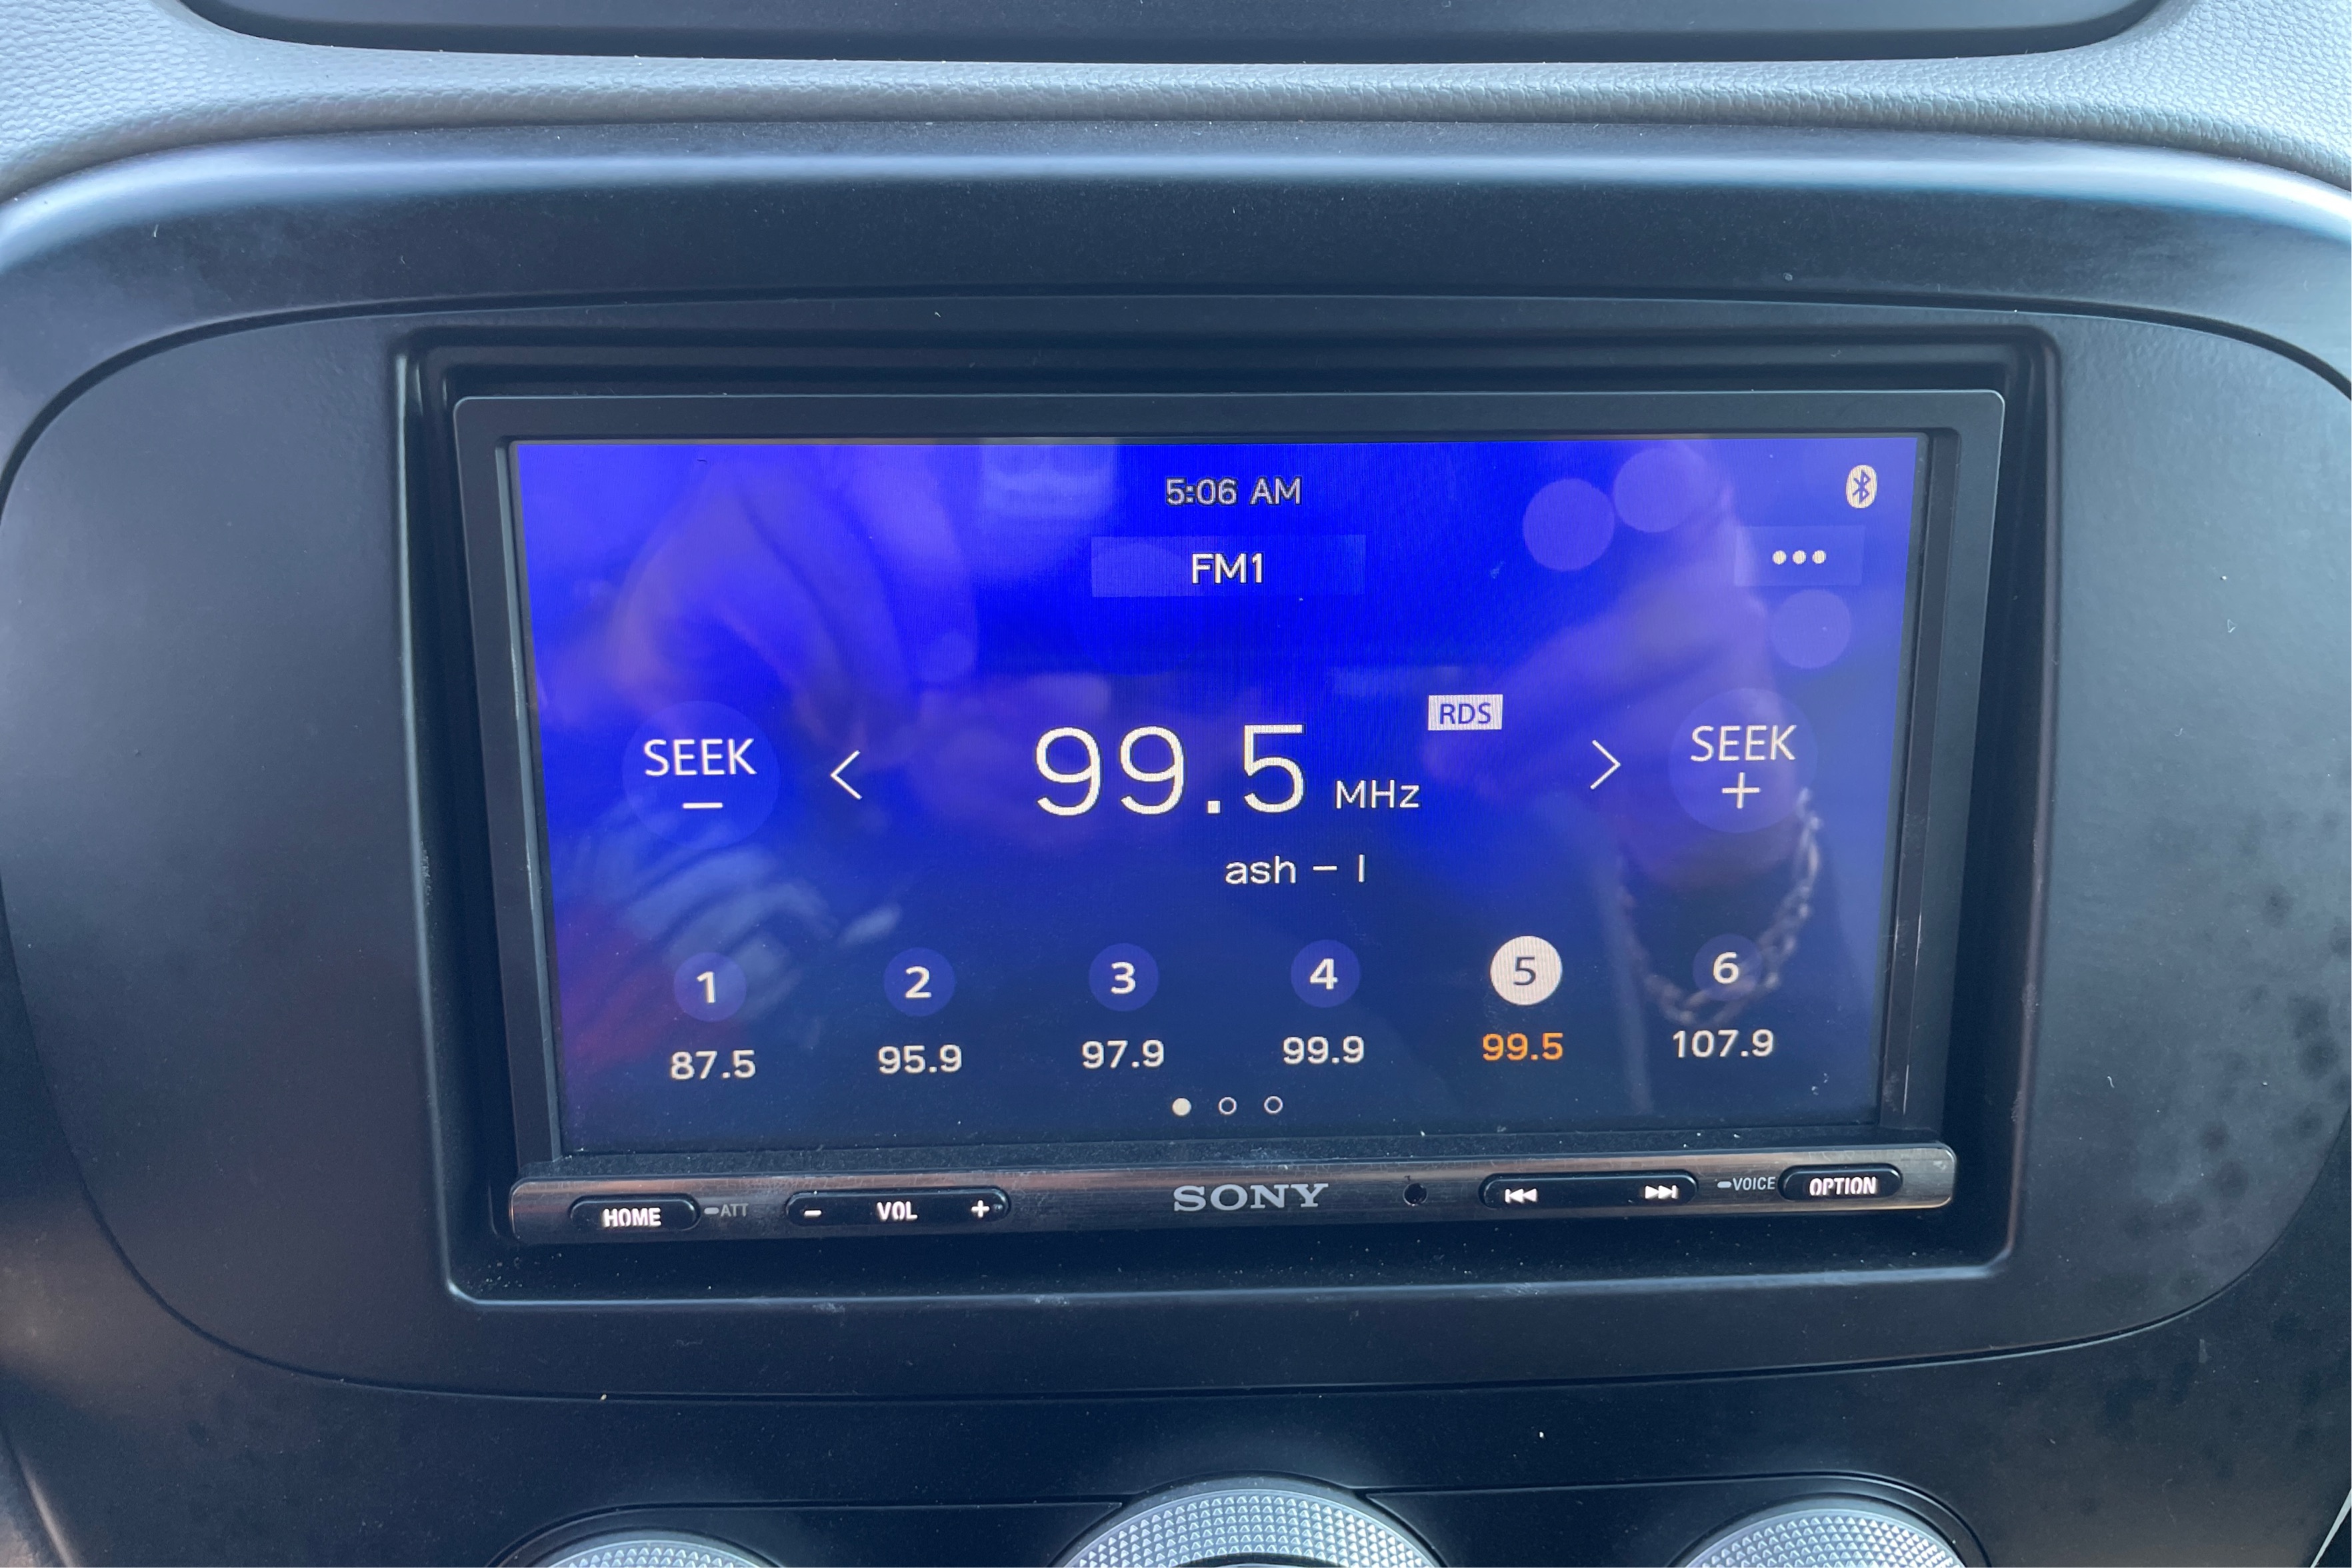 5:06 AM
FM1
RDS
SEEK
−
99.5 MHz
SEEK
+
ash − l
1 2 3 4 5 6
87.5 95.9 97.9 99.9 99.5 107.9
HOME ATT − VOL + SONY VOICE OPTION